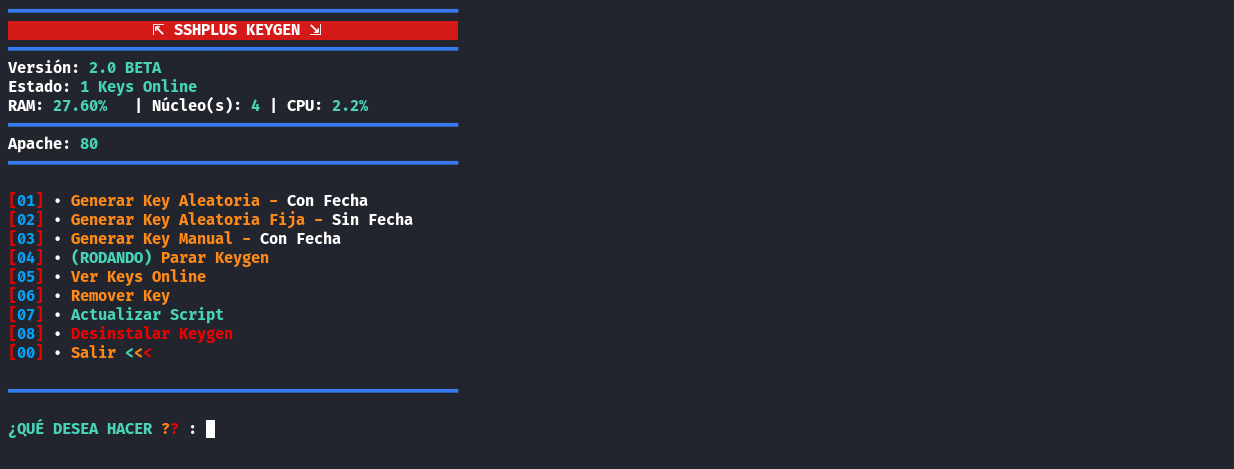 ⇱ SSHPLUS KEYGEN ⇲
Versión: 2.0 BETA
Estado: 1 Keys Online
RAM: 27.60% | Núcleo(s): 4 | CPU: 2.2%
Apache: 80
[01] • Generar Key Aleatoria - Con Fecha
[02] • Generar Key Aleatoria Fija - Sin Fecha
[03] • Generar Key Manual - Con Fecha
[04] • (RODANDO) Parar Keygen
[05] • Ver Keys Online
[06] • Remover Key
[07] • Actualizar Script
[08] • Desinstalar Keygen
[00] • Salir <<<
¿QUÉ DESEA HACER ?? :